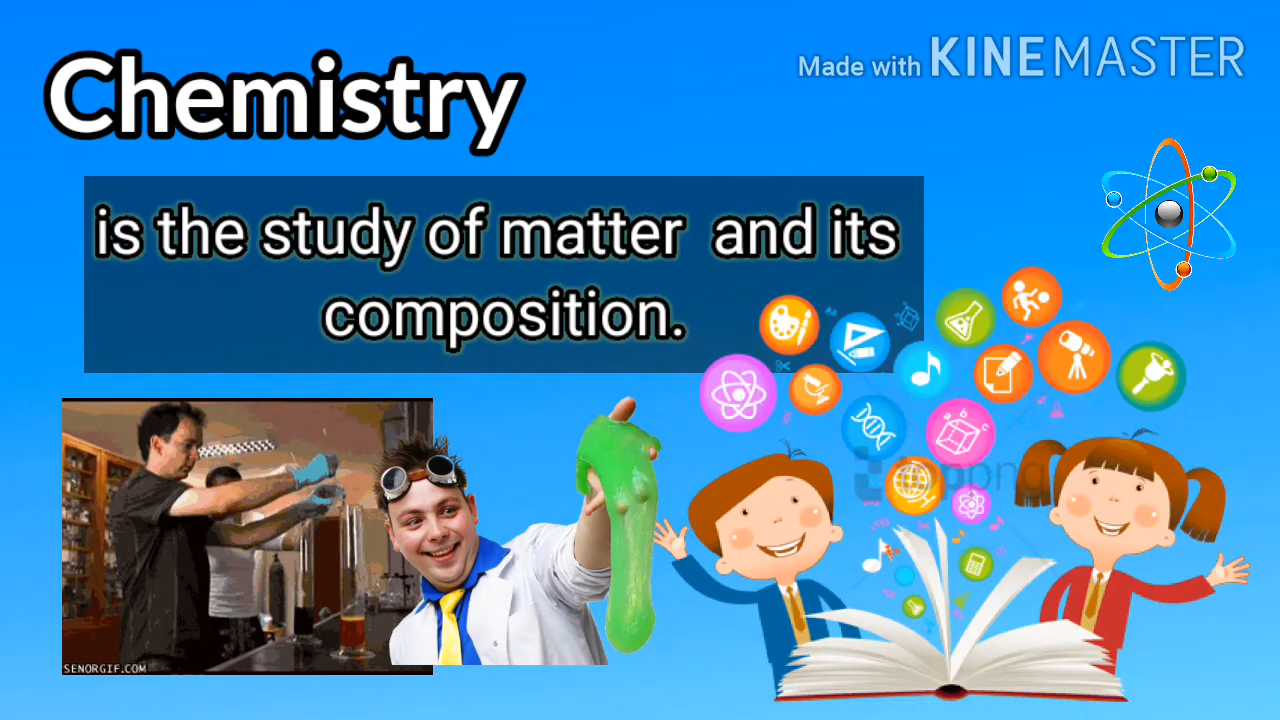 Chemistry
Made with KINEMASTER
is the study of matter and its
composition.
SENORGIF.COM